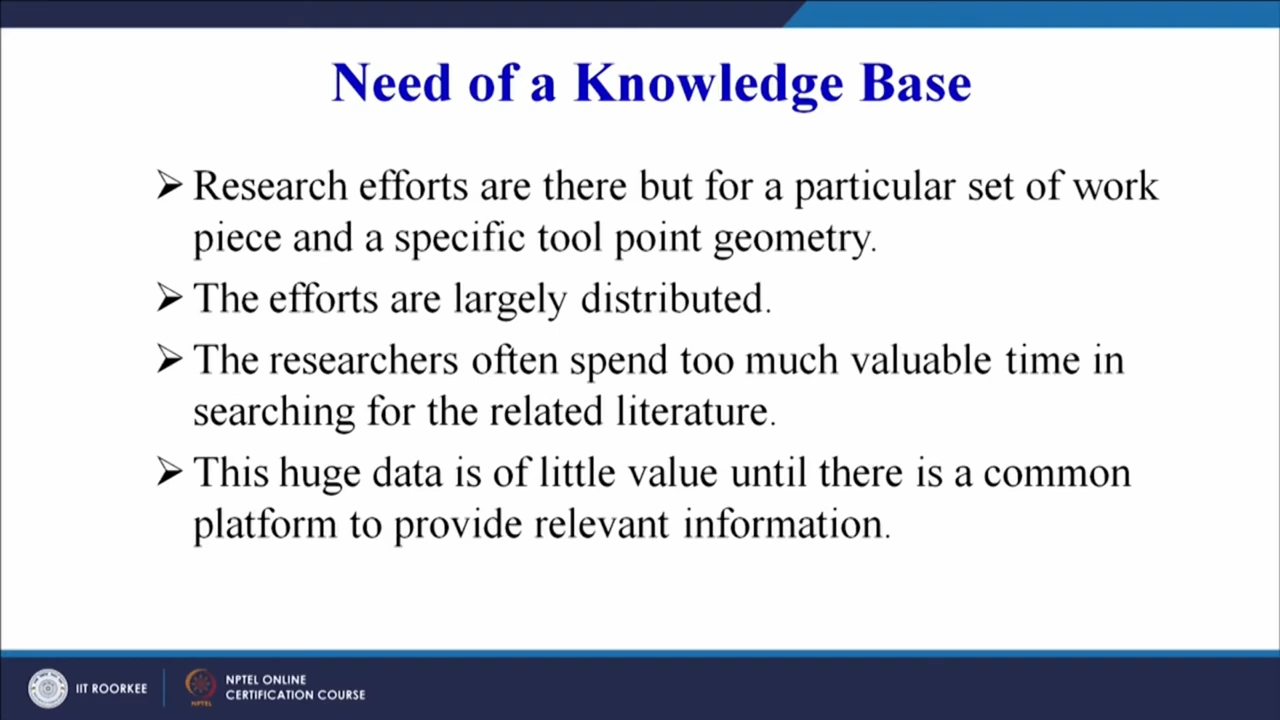 Need of a Knowledge Base
➢ Research efforts are there but for a particular set of work
piece and a specific tool point geometry.
➢ The efforts are largely distributed.
➢ The researchers often spend too much valuable time in
searching for the related literature.
➢ This huge data is of little value until there is a common
platform to provide relevant information.
IIT ROORKEE
NPTEL
NPTEL ONLINE
CERTIFICATION COURSE